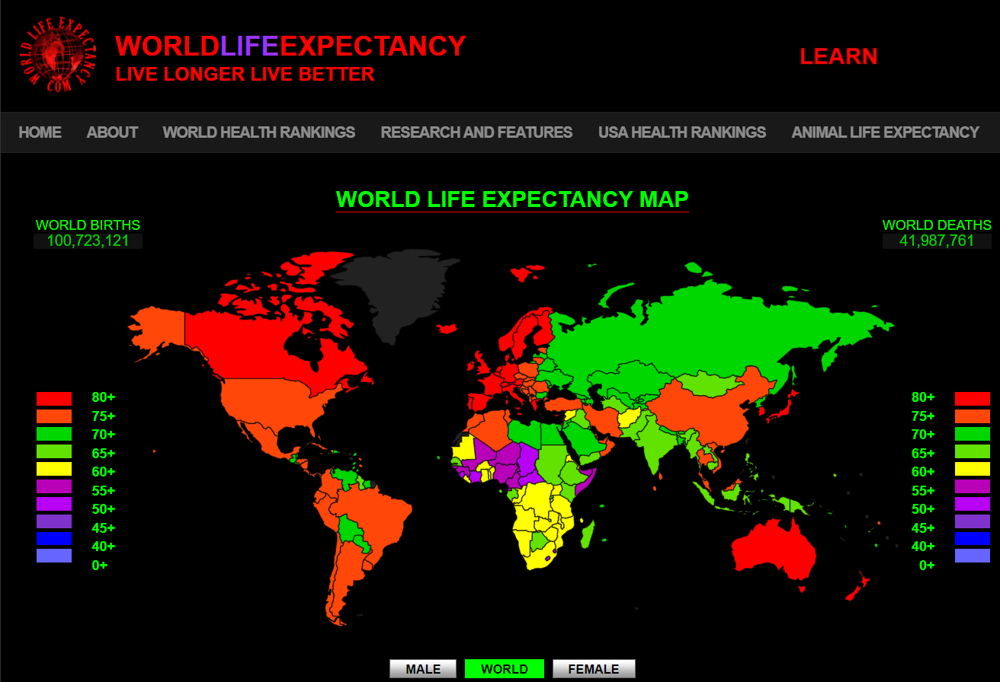 WORLD LIFE EXPECTANCY
COM
WORLDLIFEEXPECTANCY
LIVE LONGER LIVE BETTER
LEARN
HOME ABOUT WORLD HEALTH RANKINGS RESEARCH AND FEATURES USA HEALTH RANKINGS ANIMAL LIFE EXPECTANCY
WORLD LIFE EXPECTANCY MAP
WORLD BIRTHS
100,723,121
WORLD DEATHS
41,987,761
80+
75+
70+
65+
60+
55+
50+
45+
40+
0+
80+
75+
70+
65+
60+
55+
50+
45+
40+
0+
MALE WORLD FEMALE